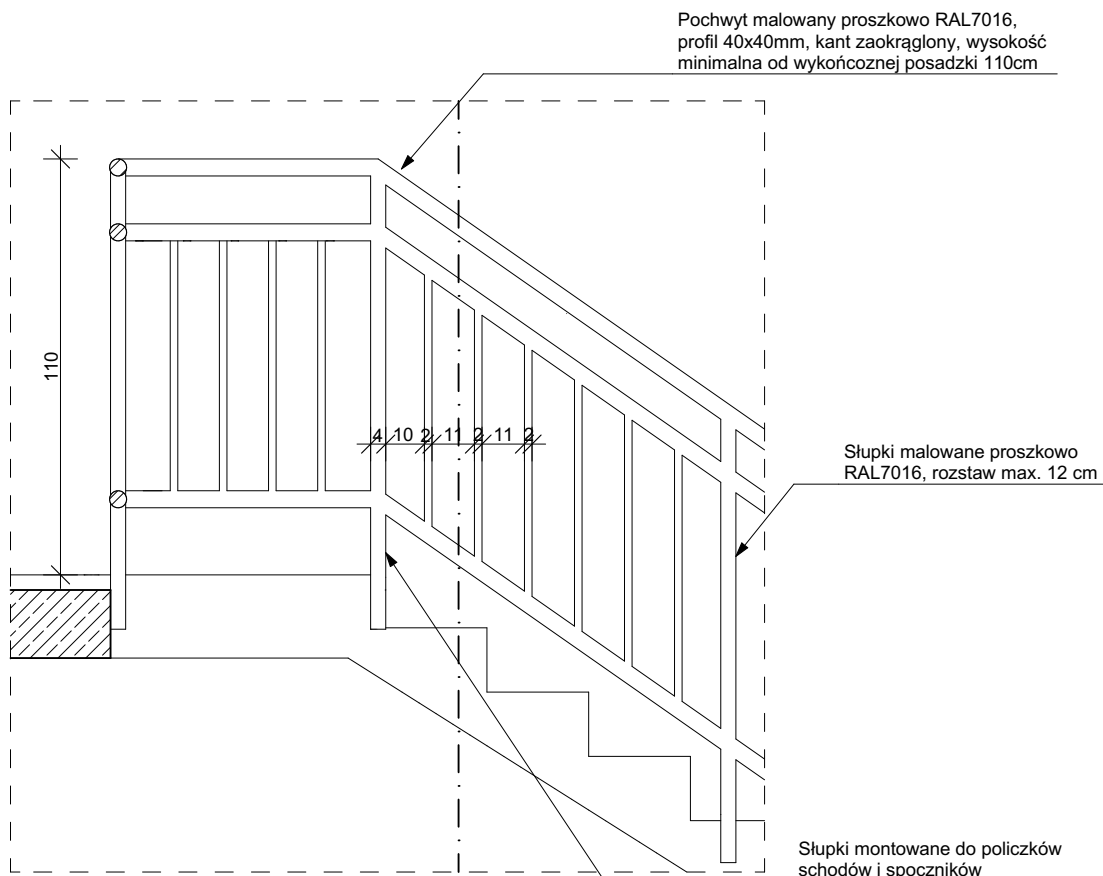 Pochwyt malowany proszkowo RAL7016,
profil 40x40mm, kant zaokrąglony, wysokość
minimalna od wykończnej posadzki 110cm
110
4 10 2 11 2 11 2
Słupki malowane proszkowo
RAL7016, rozstaw max. 12 cm
Słupki montowane do policzków
schodów i spoczników